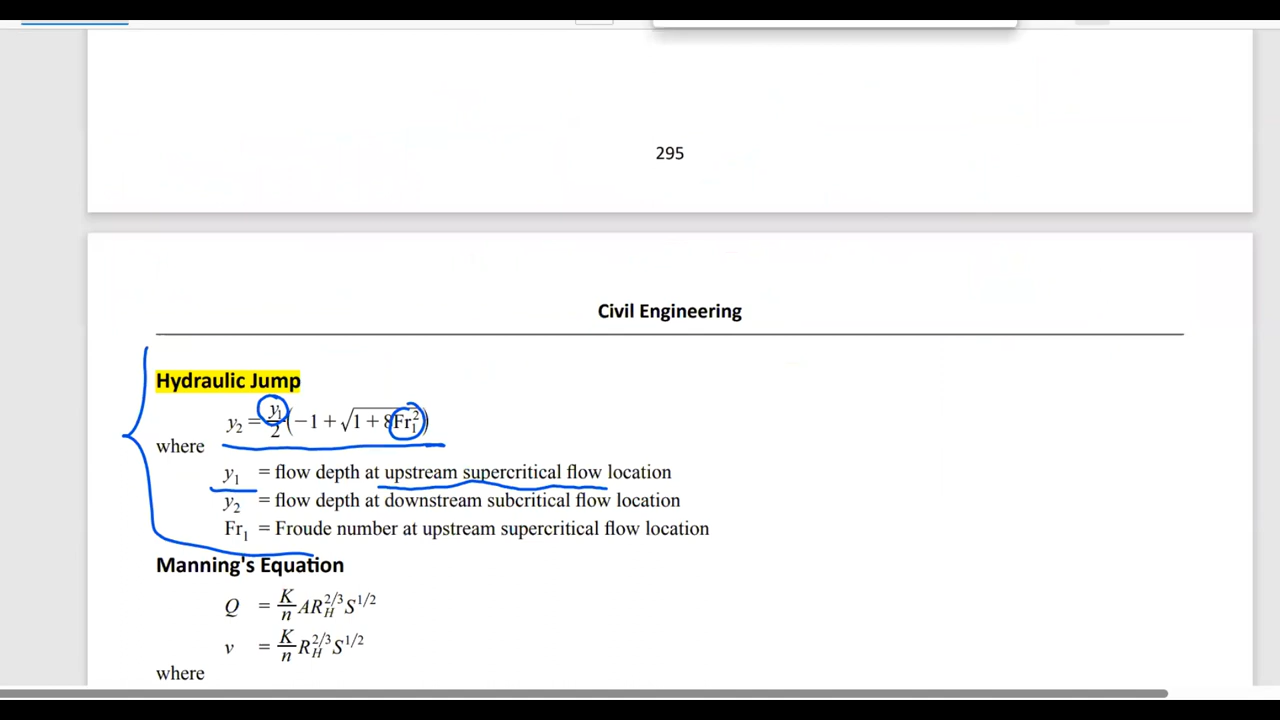 295
Civil Engineering
Hydraulic Jump
y₂ = y₁/2 (−1 + √(1 + 8Fr₁²))
where
y₁ = flow depth at upstream supercritical flow location
y₂ = flow depth at downstream subcritical flow location
Fr₁ = Froude number at upstream supercritical flow location
Manning's Equation
Q = K/n AR_H^2/3 S^1/2
v = K/n R_H^2/3 S^1/2
where